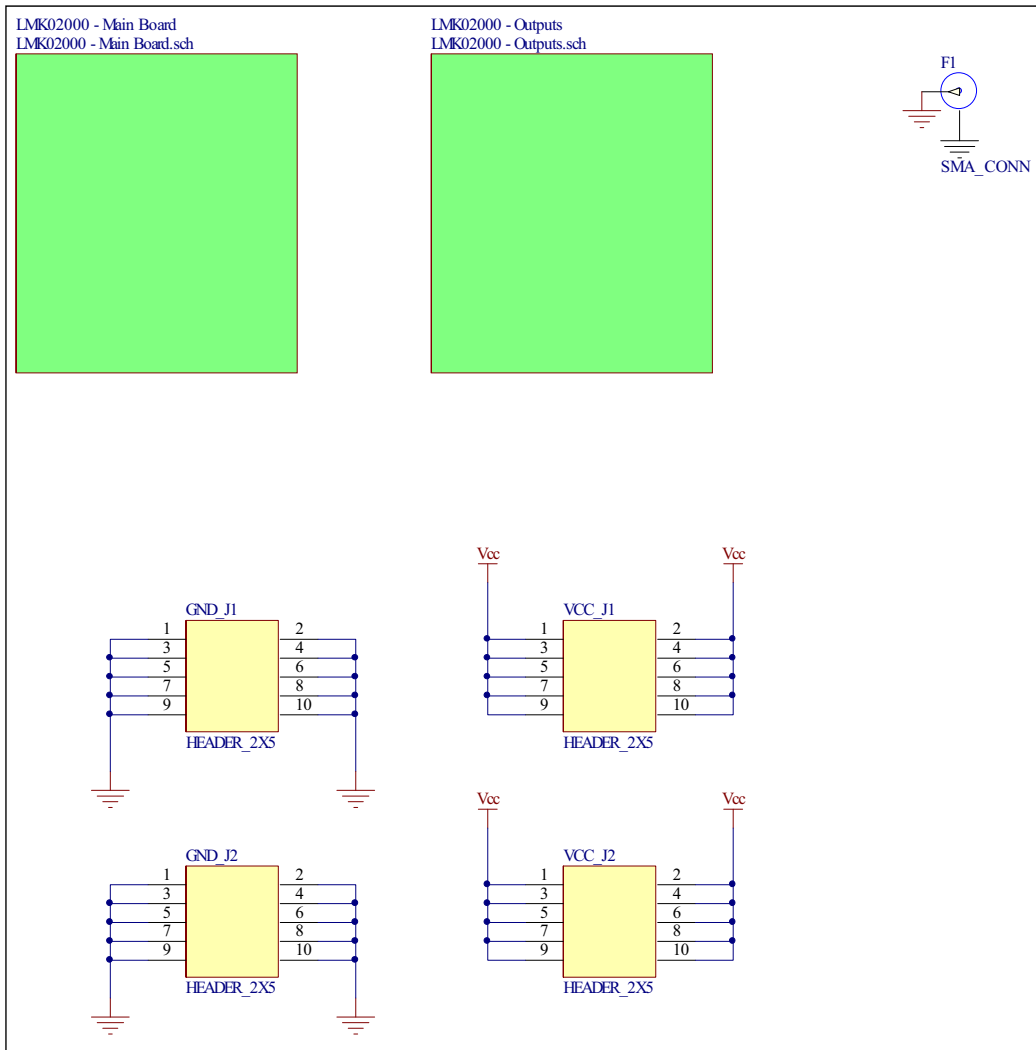 LMK02000 - Main Board
LMK02000 - Main Board.sch
LMK02000 - Outputs
LMK02000 - Outputs.sch
F1
SMA_CONN
GND_J1
1 2
3 4
5 6
7 8
9 10
HEADER_2X5
Vcc Vcc
VCC_J1
1 2
3 4
5 6
7 8
9 10
HEADER_2X5
GND_J2
1 2
3 4
5 6
7 8
9 10
HEADER_2X5
Vcc Vcc
VCC_J2
1 2
3 4
5 6
7 8
9 10
HEADER_2X5